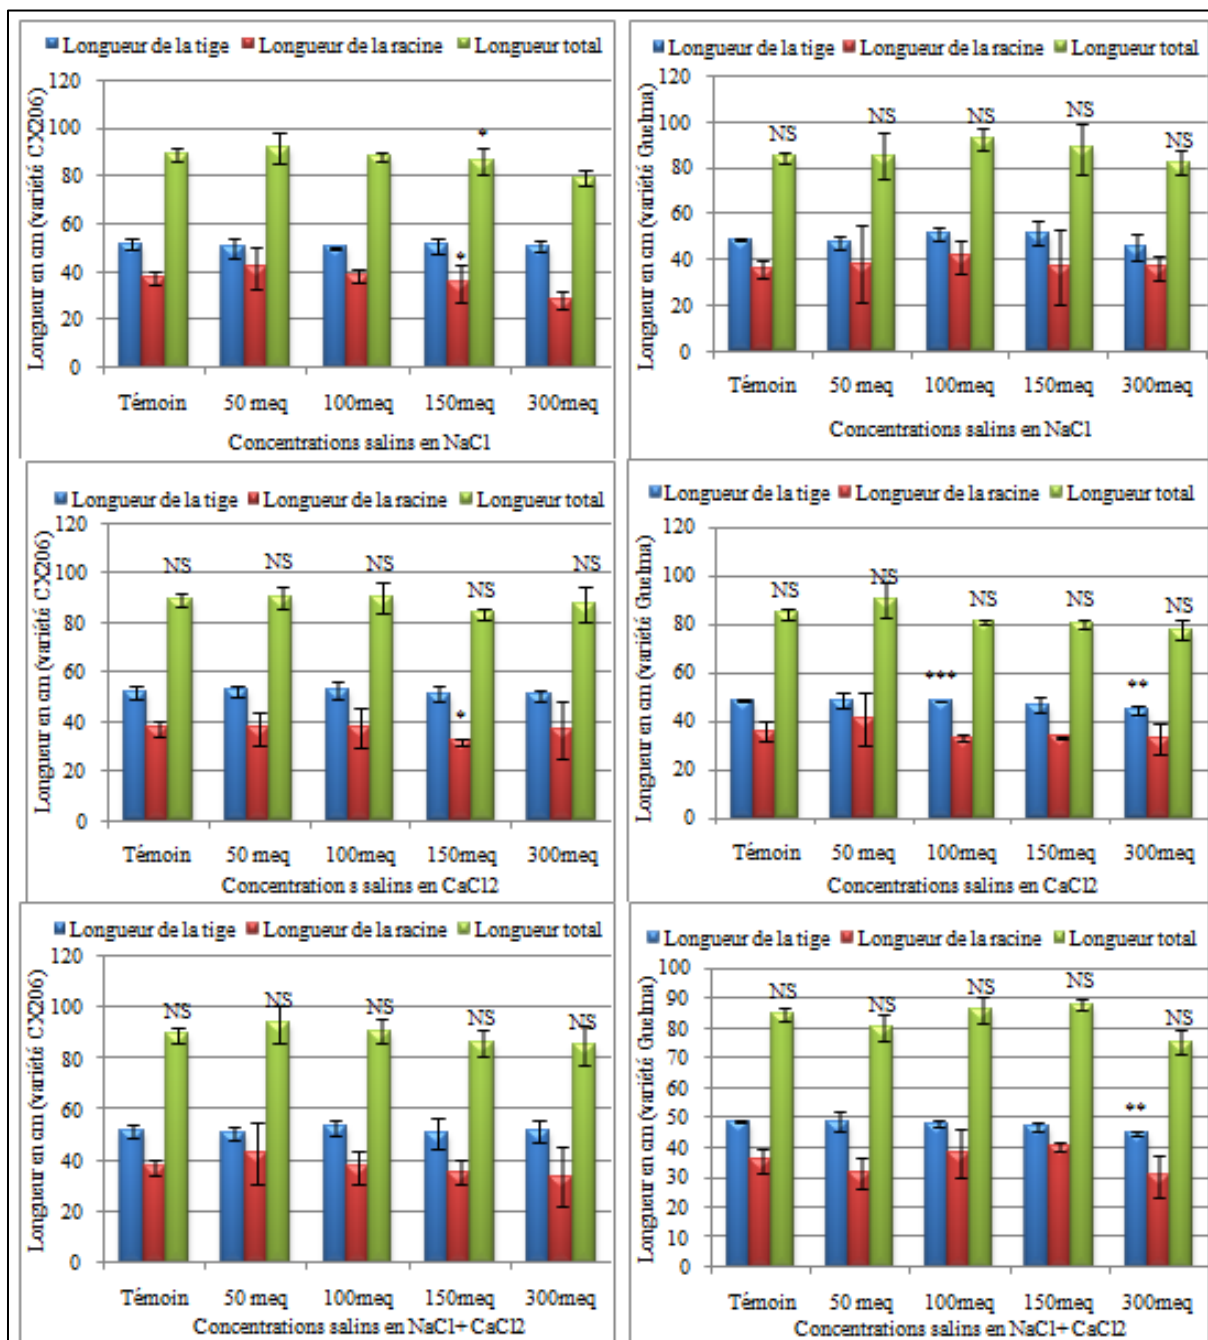 Longueur de la tige Longueur de la racine Longueur total
Longueur en cm (variété CX206)
120
100
80
60
40
20
0
*
*
Témoin 50 meq 100meq 150meq 300meq
Concentrations salins en NaCl
Longueur de la tige Longueur de la racine Longueur total
Longueur en cm (variété Guelma)
120
100
80
60
40
20
0
NS NS NS NS NS
Témoin 50 meq 100meq 150meq 300meq
Concentrations salins en NaCl
Longueur de la tige Longueur de la racine Longueur total
Longueur en cm (variété CX206)
120
100
80
60
40
20
0
NS NS NS NS NS
*
Témoin 50 meq 100meq 150meq 300meq
Concentration s salins en CaCl2
Longueur de la tige Longueur de la racine Longueur total
Longueur en cm (variété Guelma)
120
100
80
60
40
20
0
NS NS NS NS NS
*** **
Témoin 50 meq 100meq 150meq 300meq
Concentrations salins en CaCl2
Longueur de la tige Longueur de la racine Longueur total
Longueur en cm (variété CX206)
120
100
80
60
40
20
0
NS NS NS NS NS
Témoin 50 meq 100meq 150meq 300meq
Concentrations salins en NaCl+ CaCl2
Longueur de la tige Longueur de la racine Longueur total
Longueur en cm (variété Guelma)
100
90
80
70
60
50
40
30
20
10
0
NS NS NS NS NS
**
Témoin 50 meq 100meq 150meq 300meq
Concentrations salins en NaCl+ CaCl2